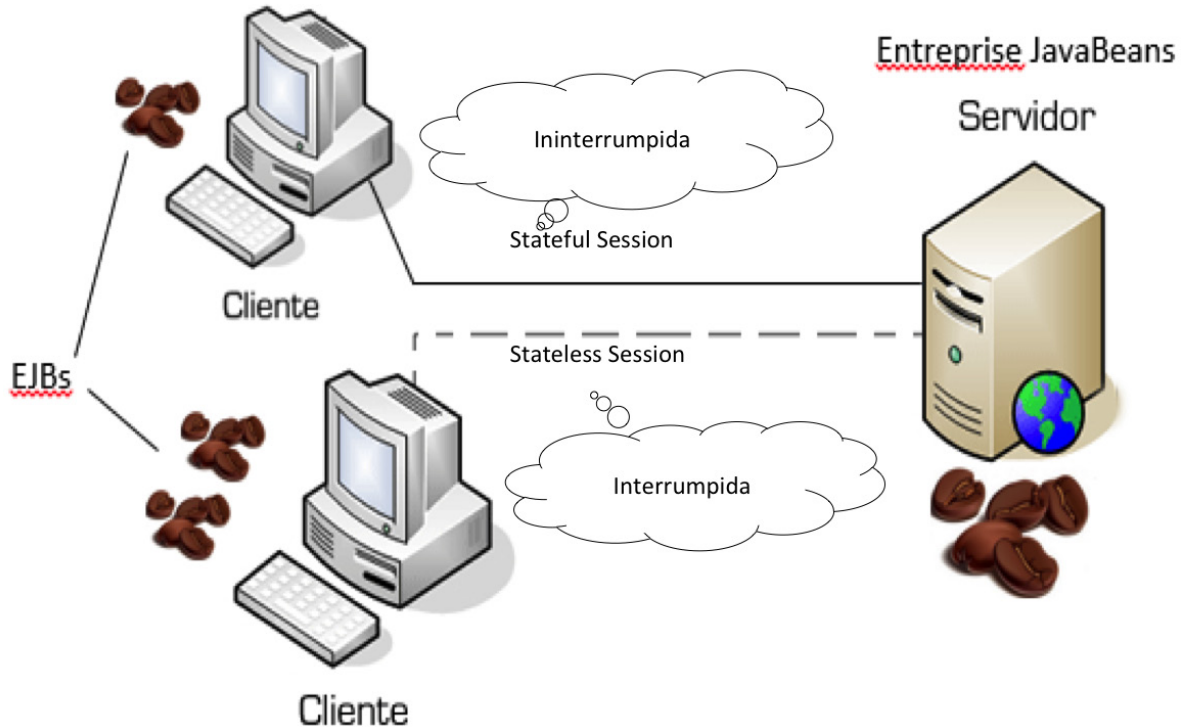 Entreprise JavaBeans
Servidor
Ininterrumpida
Stateful Session
Cliente
Stateless Session
EJBs
Interrumpida
Cliente